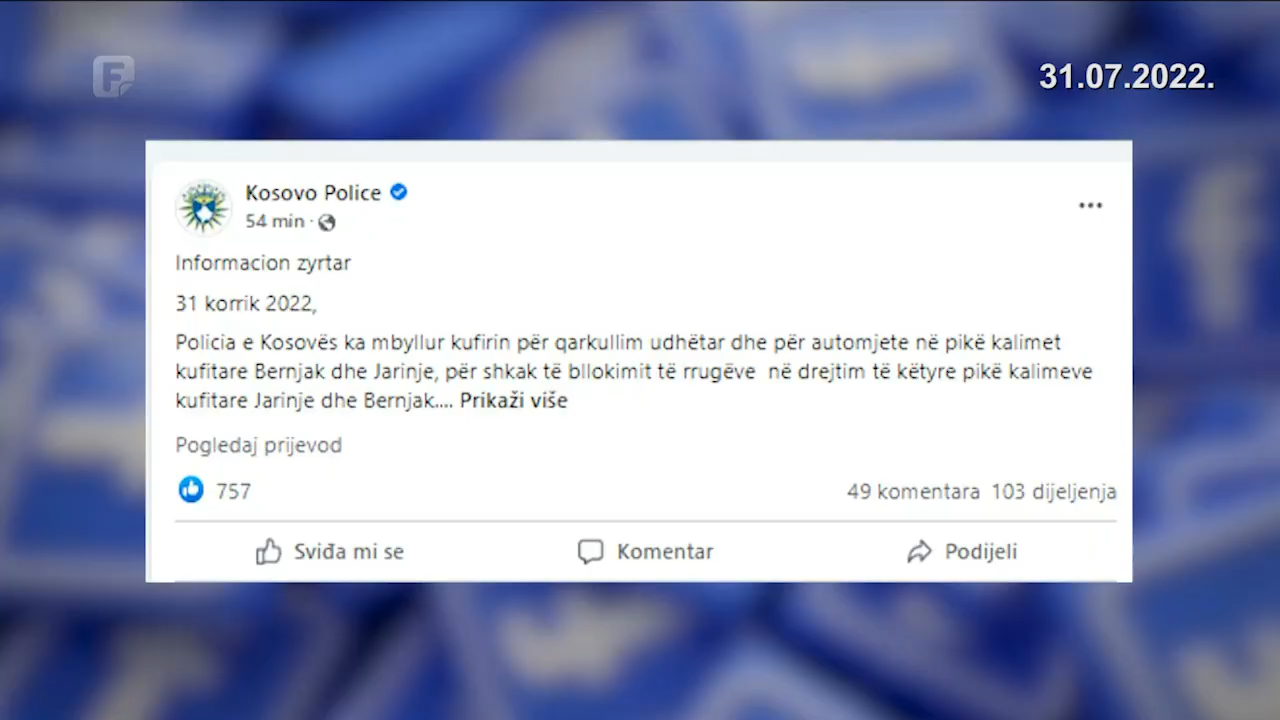 F
31.07.2022.
Kosovo Police
54 min ·
Informacion zyrtar
31 korrik 2022,
Policia e Kosovës ka mbyllur kufirin për qarkullim udhëtar dhe për automjete në pikë kalimet
kufitare Bernjak dhe Jarinje, për shkak të bllokimit të rrugëve në drejtim të këtyre pikë kalimeve
kufitare Jarinje dhe Bernjak.... Prikaži više
Pogledaj prijevod
757
49 komentara 103 dijeljenja
Sviđa mi se
Komentar
Podijeli